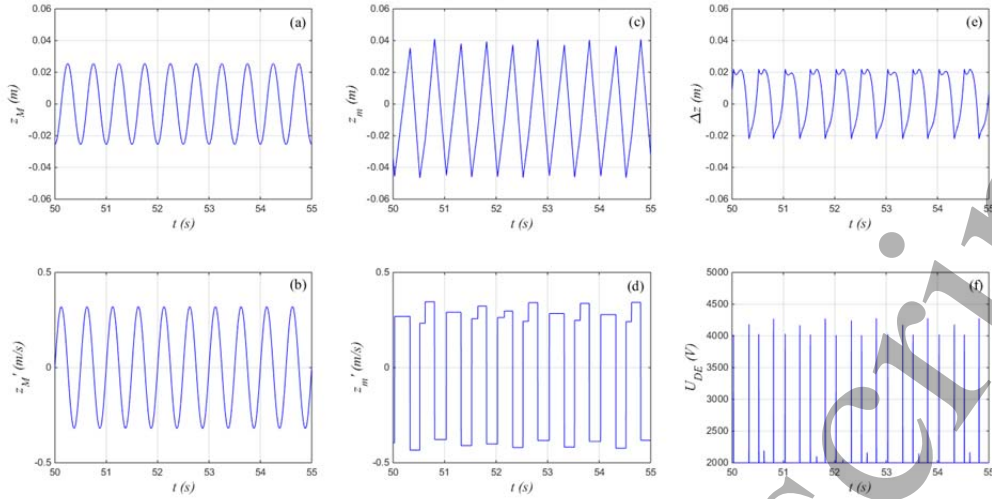 (a)
0.06
0.04
0.02
0
-0.02
-0.04
-0.06
z_M (m)
50 51 52 53 54 55
t (s)
(c)
0.06
0.04
0.02
0
-0.02
-0.04
-0.06
z_m (m)
50 51 52 53 54 55
t (s)
(e)
0.06
0.04
0.02
0
-0.02
-0.04
-0.06
Δz (m)
50 51 52 53 54 55
t (s)
(b)
0.5
0
-0.5
z_M' (m/s)
50 51 52 53 54 55
t (s)
(d)
0.5
0
-0.5
z_m' (m/s)
50 51 52 53 54 55
t (s)
(f)
5000
4500
4000
3500
3000
2500
2000
U_DE (V)
50 51 52 53 54 55
t (s)
scrip